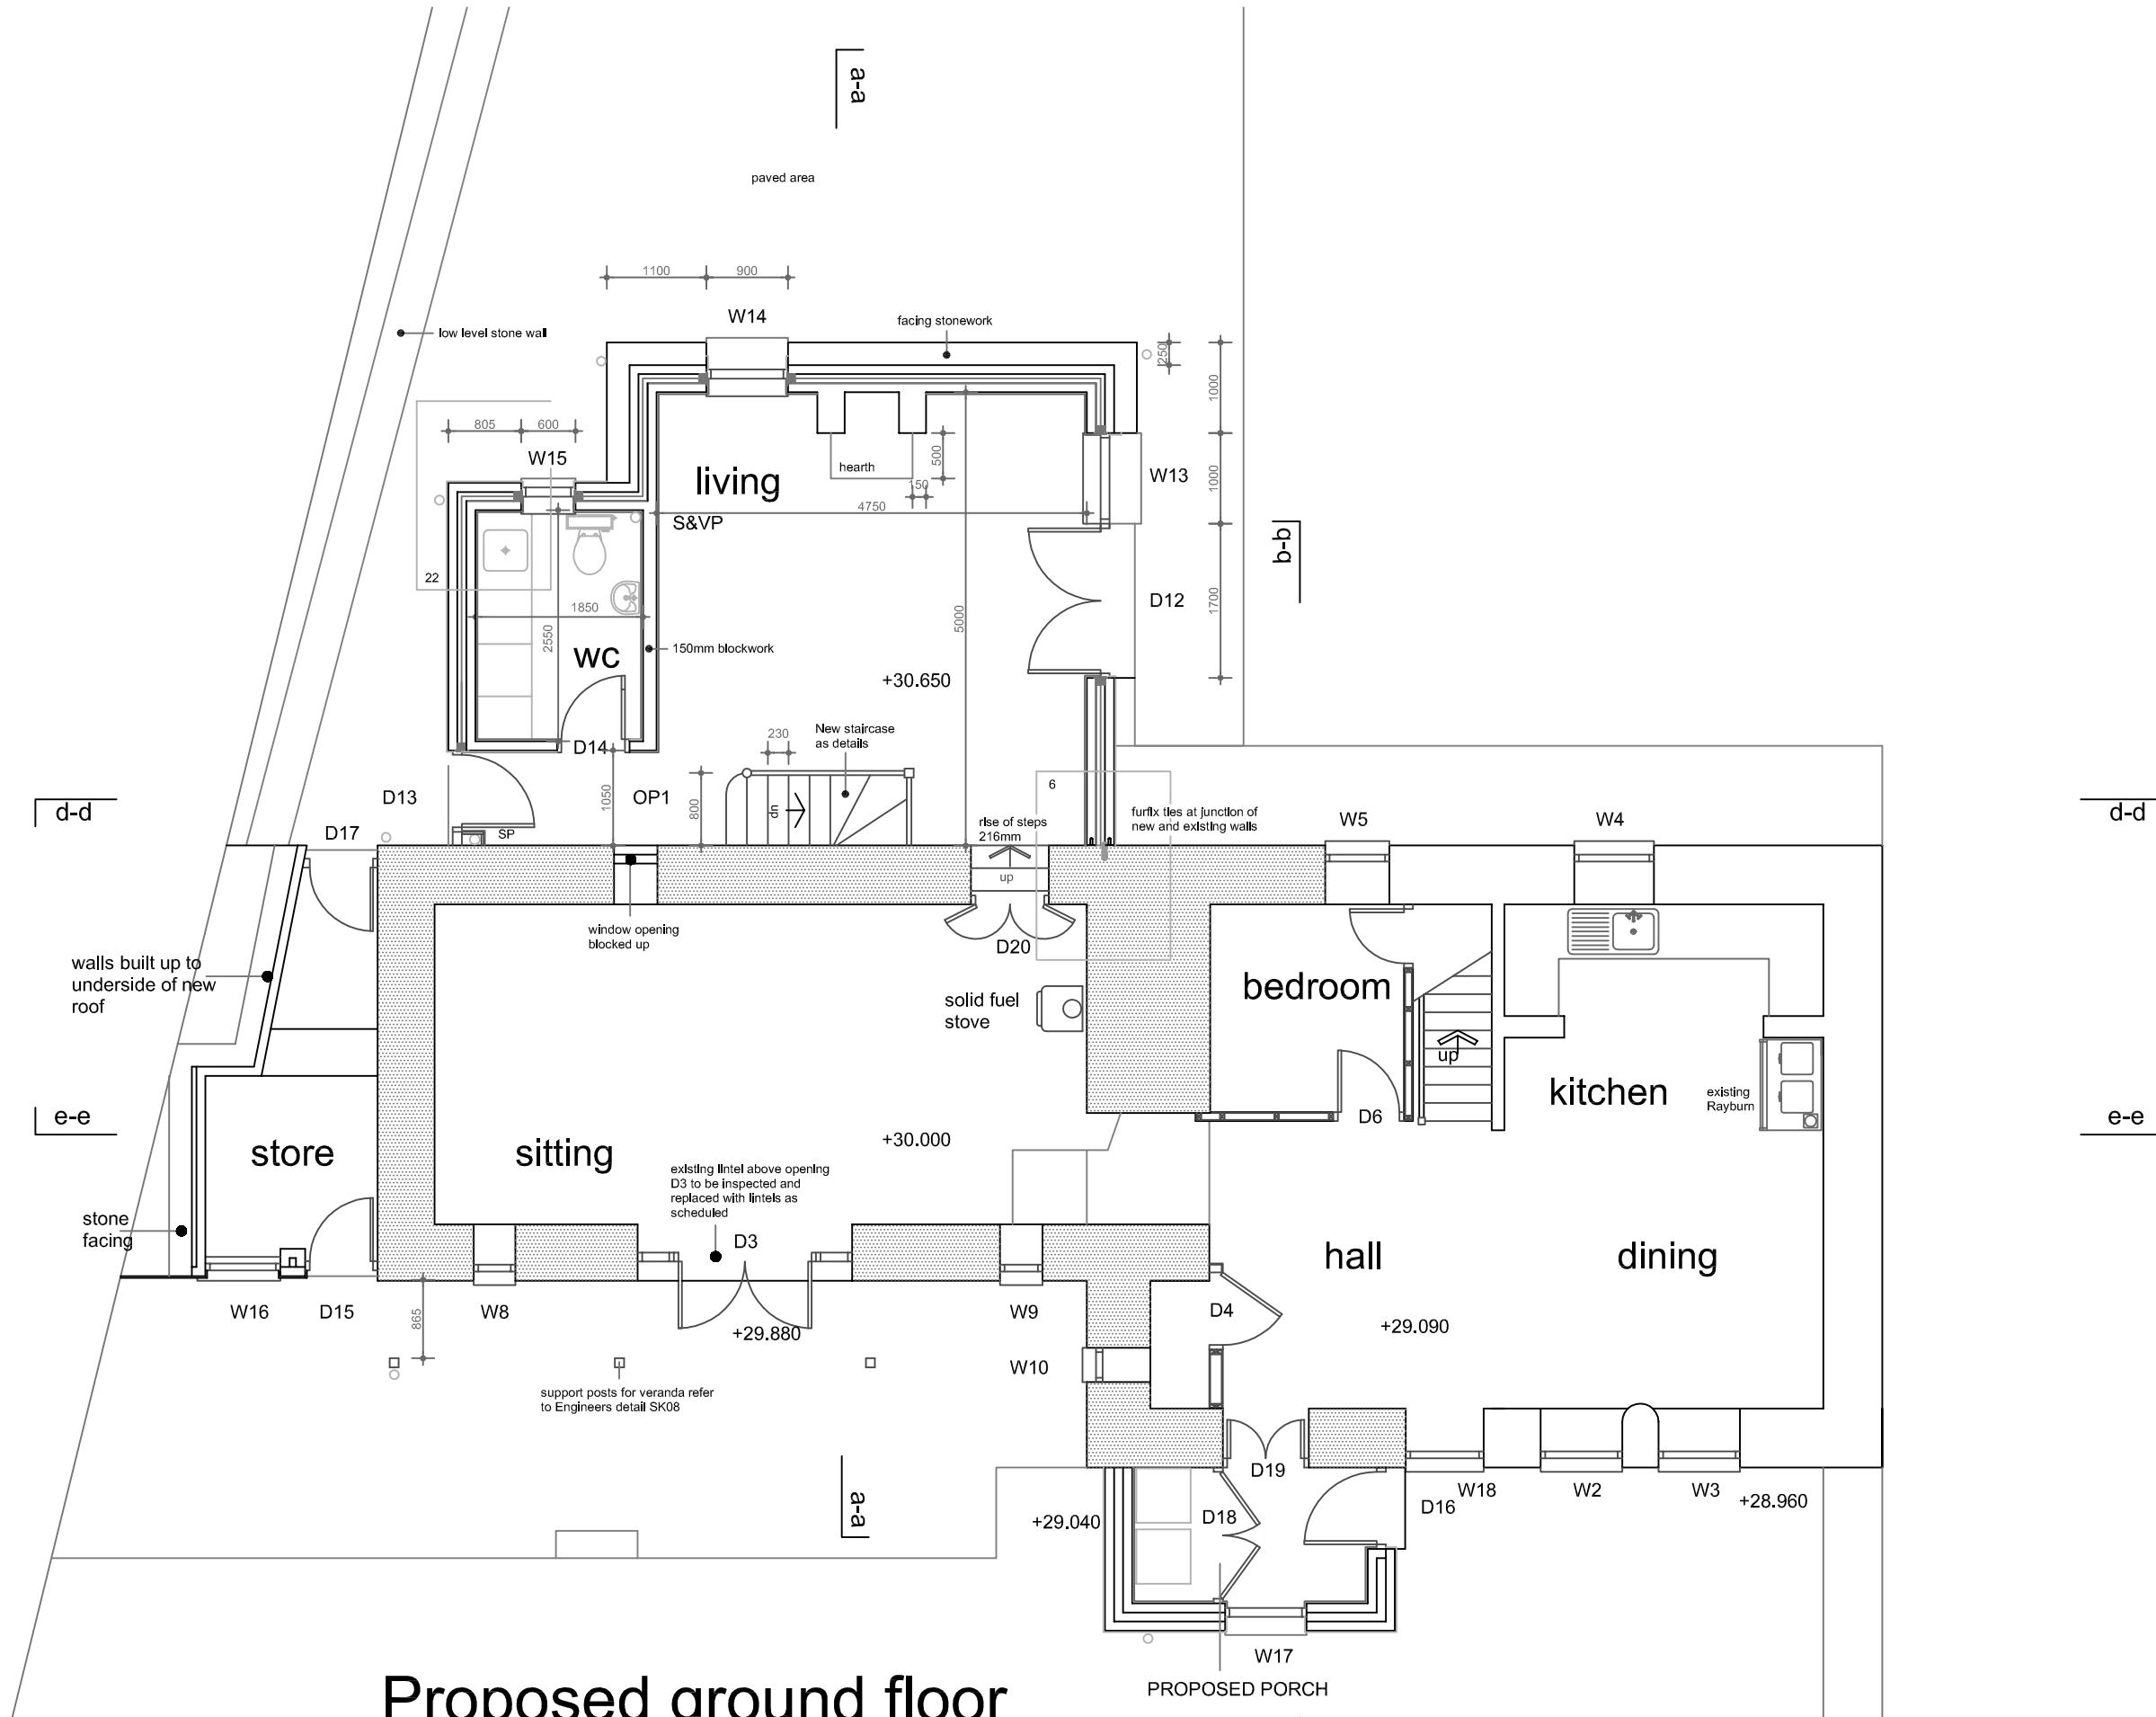 a-a
paved area
1100
900
W14
low level stone wall
facing stonework
250
1000
805
600
W15
living
hearth
500
150
W13
1000
4750
S&VP
b-b
22
1850
2550
wc
150mm blockwork
5000
D12
1700
+30.650
New staircase
as details
230
D14
D13
1050
OP1
800
dn
6
rise of steps
216mm
furfix ties at junction of
new and existing walls
d-d
D17
SP
W5
W4
d-d
up
window opening
blocked up
D20
walls built up to
underside of new
roof
solid fuel
stove
bedroom
up
kitchen
existing
Rayburn
e-e
D6
e-e
store
sitting
+30.000
existing lintel above opening
D3 to be inspected and
replaced with lintels as
scheduled
stone
facing
D3
hall
dining
W16
D15
865
W8
+29.880
W9
D4
+29.090
W10
support posts for veranda refer
to Engineers detail SK08
a-a
D19
D18
D16
W18
W2
W3
+28.960
+29.040
W17
PROPOSED PORCH
Proposed ground floor